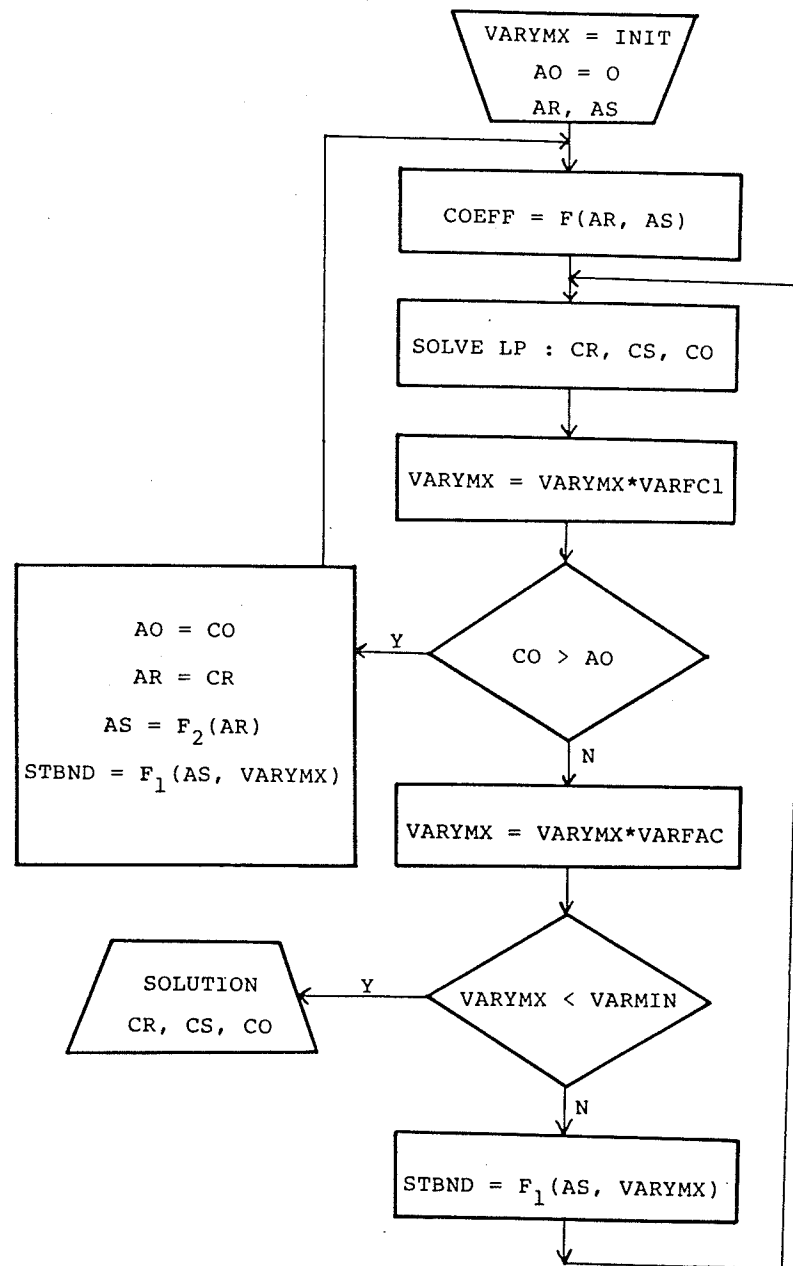 VARYMX = INIT
AO = O
AR, AS
COEFF = F(AR, AS)
SOLVE LP : CR, CS, CO
VARYMX = VARYMX*VARFC1
CO > AO
Y
AO = CO
AR = CR
AS = F2(AR)
STBND = F1(AS, VARYMX)
N
VARYMX = VARYMX*VARFAC
VARYMX < VARMIN
Y
SOLUTION
CR, CS, CO
N
STBND = F1(AS, VARYMX)